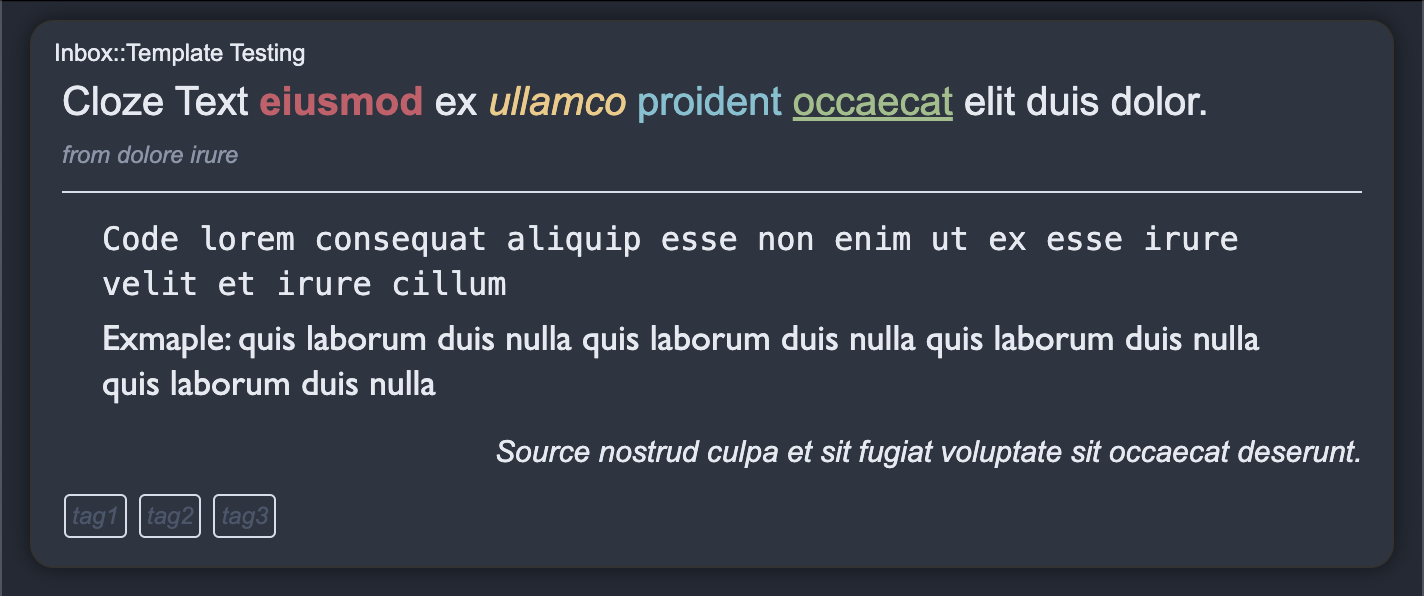 Inbox::Template Testing
Cloze Text eiusmod ex ullamco proident occaecat elit duis dolor.
from dolore irure
Code lorem consequat aliquip esse non enim ut ex esse irure
velit et irure cillum
Exmaple: quis laborum duis nulla quis laborum duis nulla quis laborum duis nulla
quis laborum duis nulla
Source nostrud culpa et sit fugiat voluptate sit occaecat deserunt.
tag1 tag2 tag3